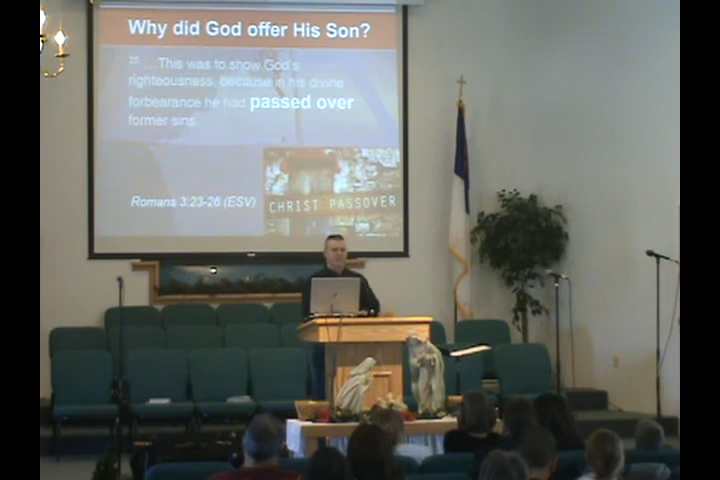 Why did God offer His Son?
26 …This was to show God's
righteousness, because in his divine
forbearance he had passed over
former sins.
Romans 3:23-26 (ESV)
CHRIST PASSOVER